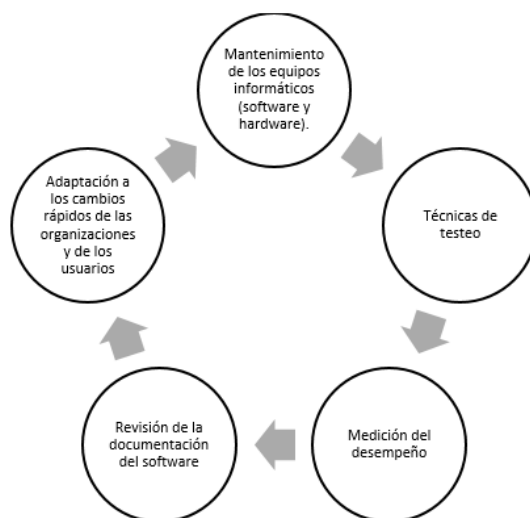 Mantenimiento
de los equipos
informáticos
(software y
hardware).
Técnicas de
testeo
Medición del
desempeño
Revisión de la
documentación
del software
Adaptación a
los cambios
rápidos de las
organizaciones
y de los
usuarios